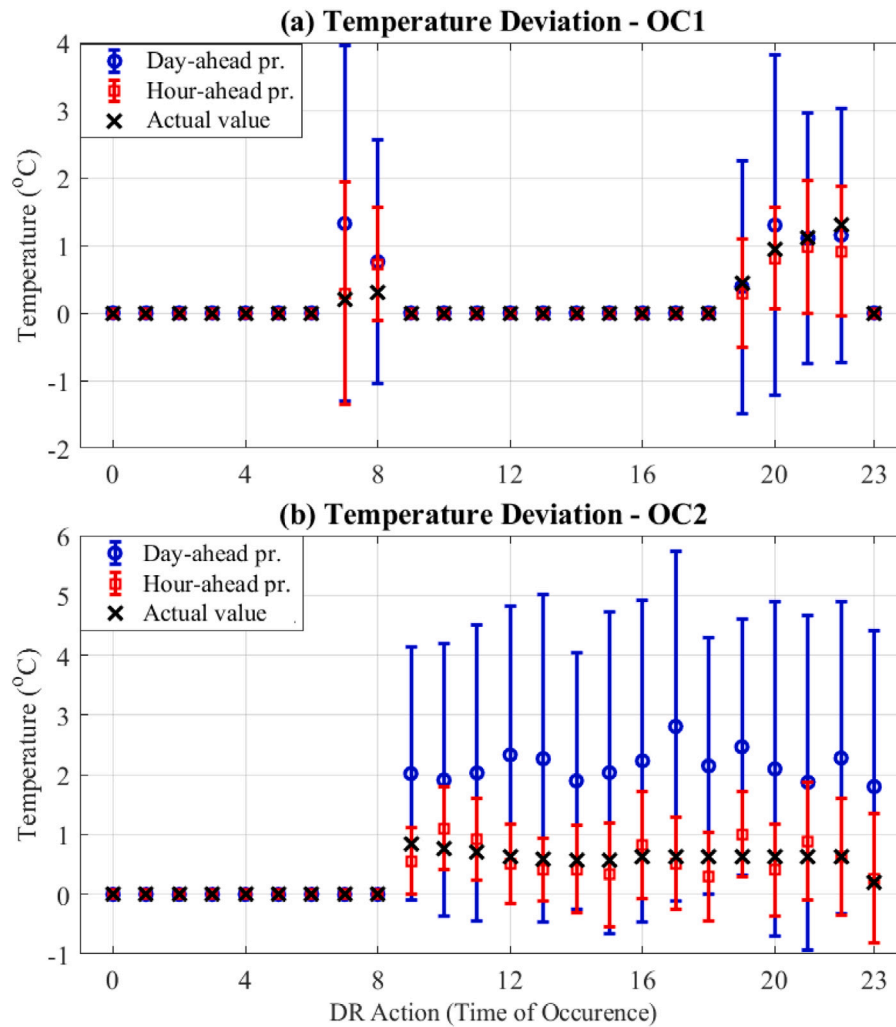 (a) Temperature Deviation - OC1
Day-ahead pr.
Hour-ahead pr.
Actual value
Temperature (°C)
4
3
2
1
0
-1
-2
0 4 8 12 16 20 23
(b) Temperature Deviation - OC2
Day-ahead pr.
Hour-ahead pr.
Actual value
Temperature (°C)
6
5
4
3
2
1
0
-1
0 4 8 12 16 20 23
DR Action (Time of Occurence)